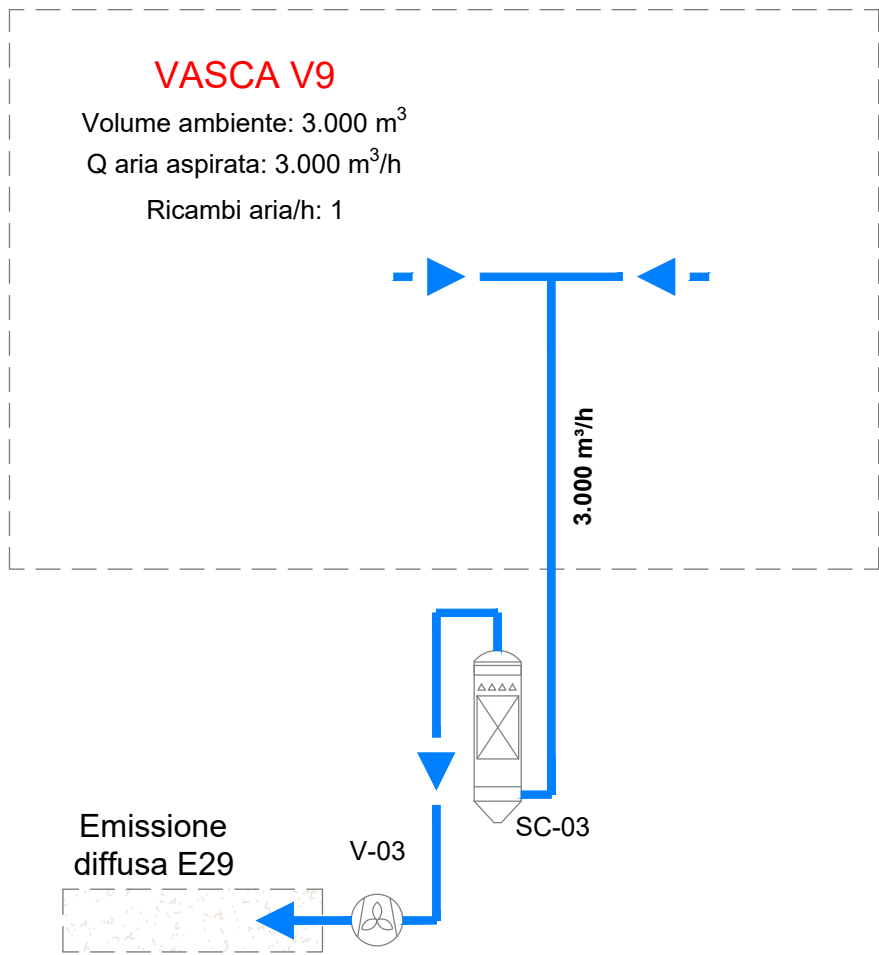 VASCA V9
Volume ambiente: 3.000 m³
Q aria aspirata: 3.000 m³/h
Ricambi aria/h: 1
3.000 m³/h
SC-03
V-03
Emissione
diffusa E29